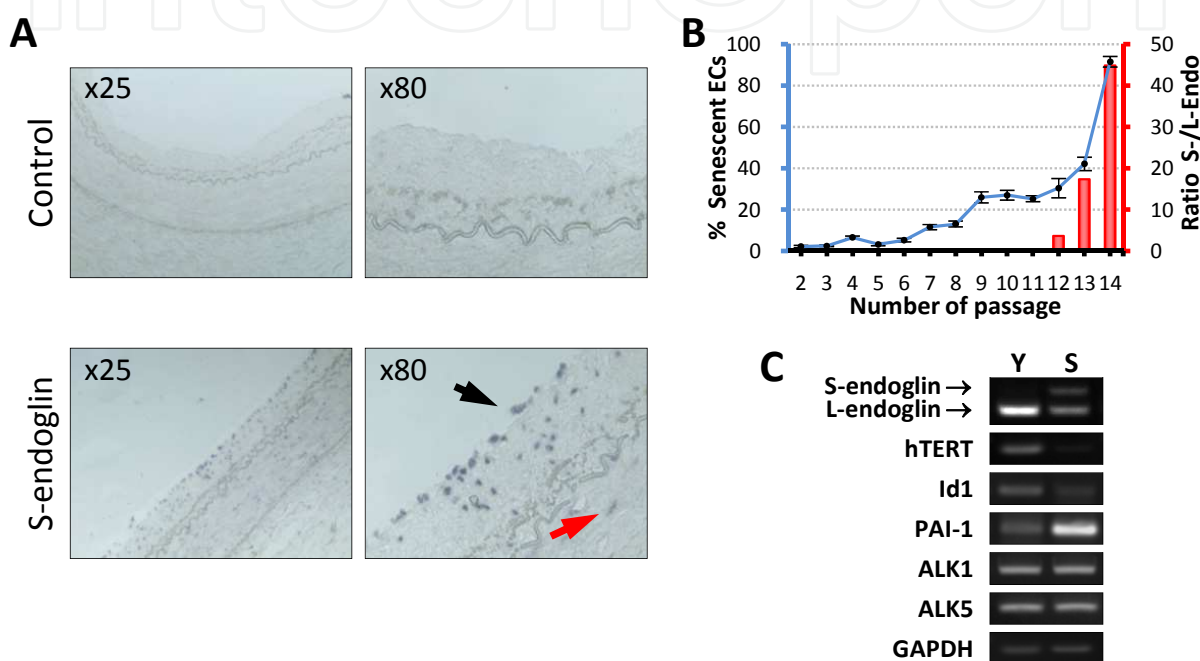 A
x25
x80
Control
x25
x80
S-endoglin
B
100
80
60
40
20
0
% Senescent ECs
50
40
30
20
10
0
Ratio S-/L-Endo
2 3 4 5 6 7 8 9 10 11 12 13 14
Number of passage
C
Y S
S-endoglin →
L-endoglin →
hTERT
Id1
PAI-1
ALK1
ALK5
GAPDH